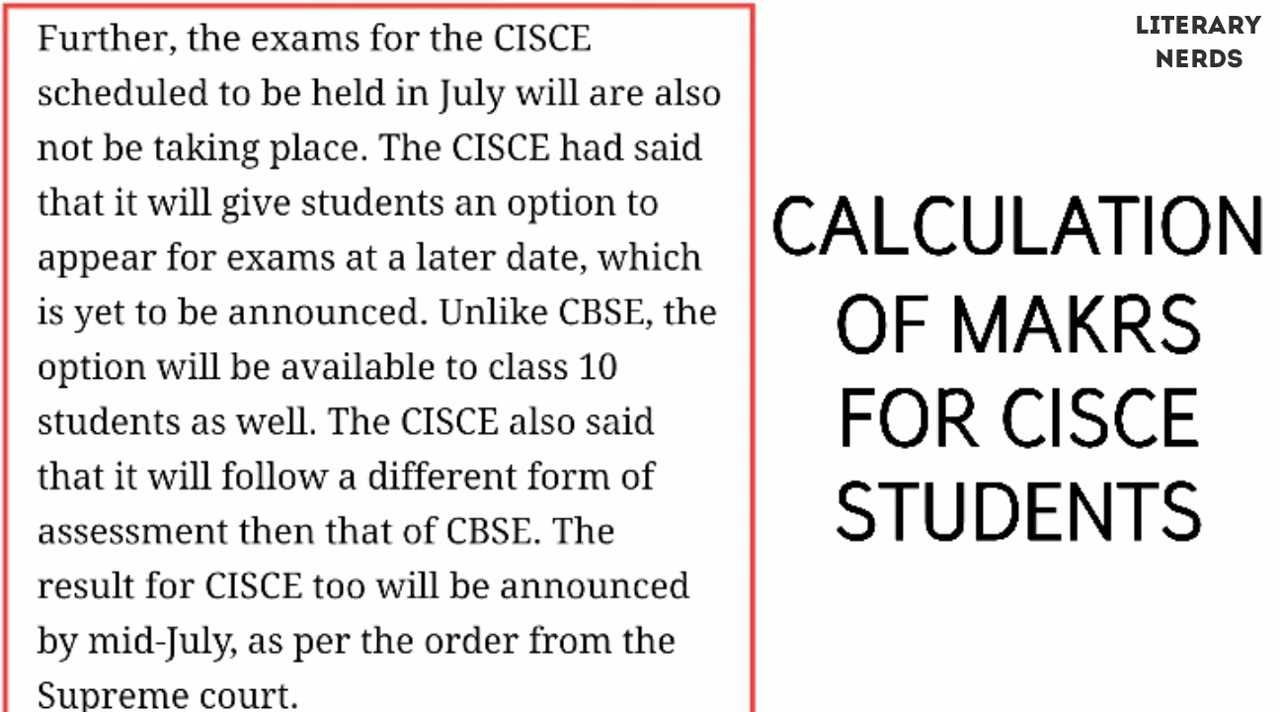 Further, the exams for the CISCE
scheduled to be held in July will are also
not be taking place. The CISCE had said
that it will give students an option to
appear for exams at a later date, which
is yet to be announced. Unlike CBSE, the
option will be available to class 10
students as well. The CISCE also said
that it will follow a different form of
assessment then that of CBSE. The
result for CISCE too will be announced
by mid-July, as per the order from the
Supreme court.
LITERARY
NERDS
CALCULATION
OF MAKRS
FOR CISCE
STUDENTS